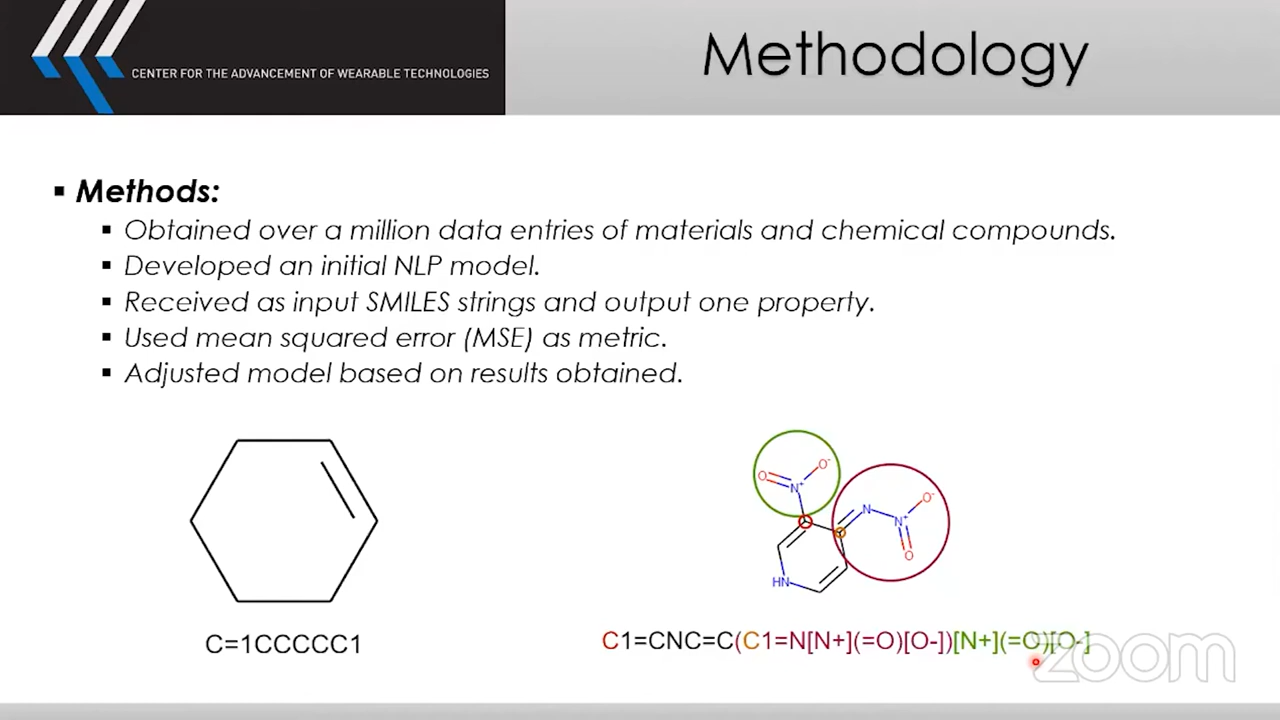 CENTER FOR THE ADVANCEMENT OF WEARABLE TECHNOLOGIES
Methodology
Methods:
Obtained over a million data entries of materials and chemical compounds.
Developed an initial NLP model.
Received as input SMILES strings and output one property.
Used mean squared error (MSE) as metric.
Adjusted model based on results obtained.
O N+ O-
N N+ O-
O
HN
C=1CCCCC1
C1=CNC=C(C1=N[N+](=O)[O-])[N+](=O)[O-]
zoom